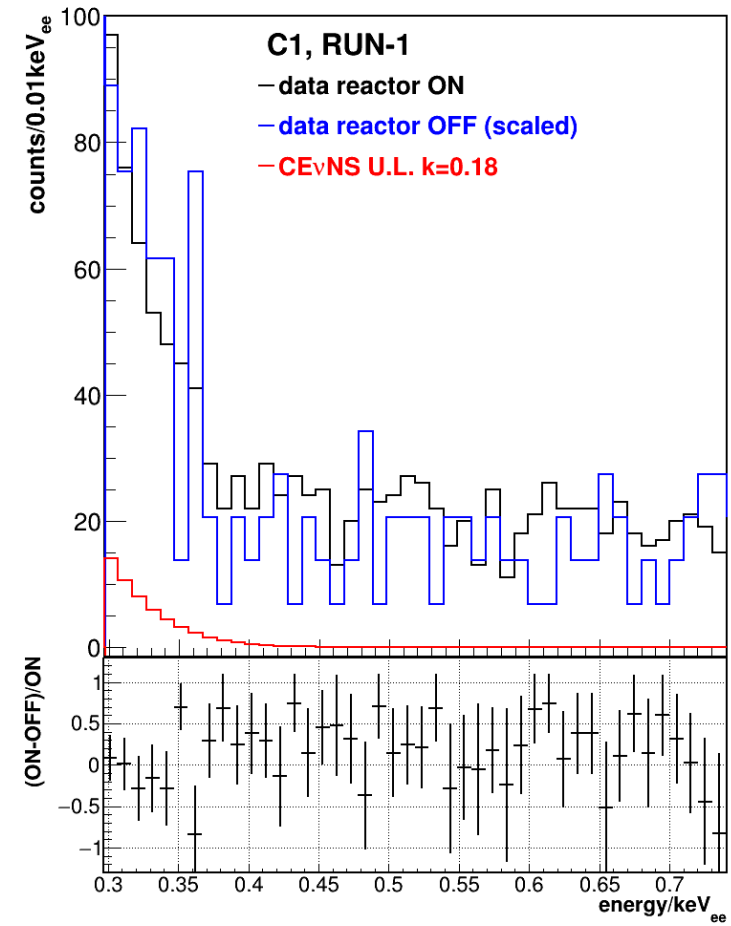 C1, RUN-1
data reactor ON
data reactor OFF (scaled)
CEνNS U.L. k=0.18
counts/0.01keVee
100
80
60
40
20
0
(ON-OFF)/ON
1
0.5
0
−0.5
−1
0.3 0.35 0.4 0.45 0.5 0.55 0.6 0.65 0.7
energy/keVee